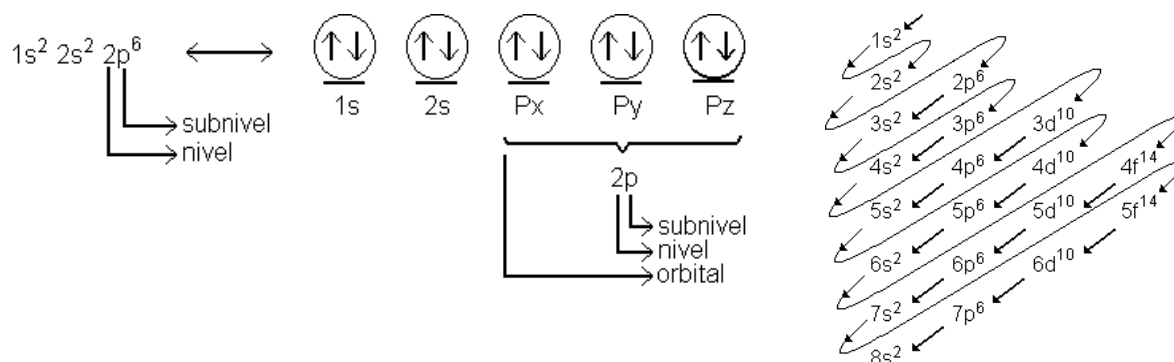 1s² 2s² 2p⁶
subnivel
nivel
1s 2s Px Py Pz
2p
subnivel
nivel
orbital
1s²
2s² 2p⁶
3s² 3p⁶ 3d¹⁰
4s² 4p⁶ 4d¹⁰ 4f¹⁴
5s² 5p⁶ 5d¹⁰ 5f¹⁴
6s² 6p⁶ 6d¹⁰
7s² 7p⁶
8s²